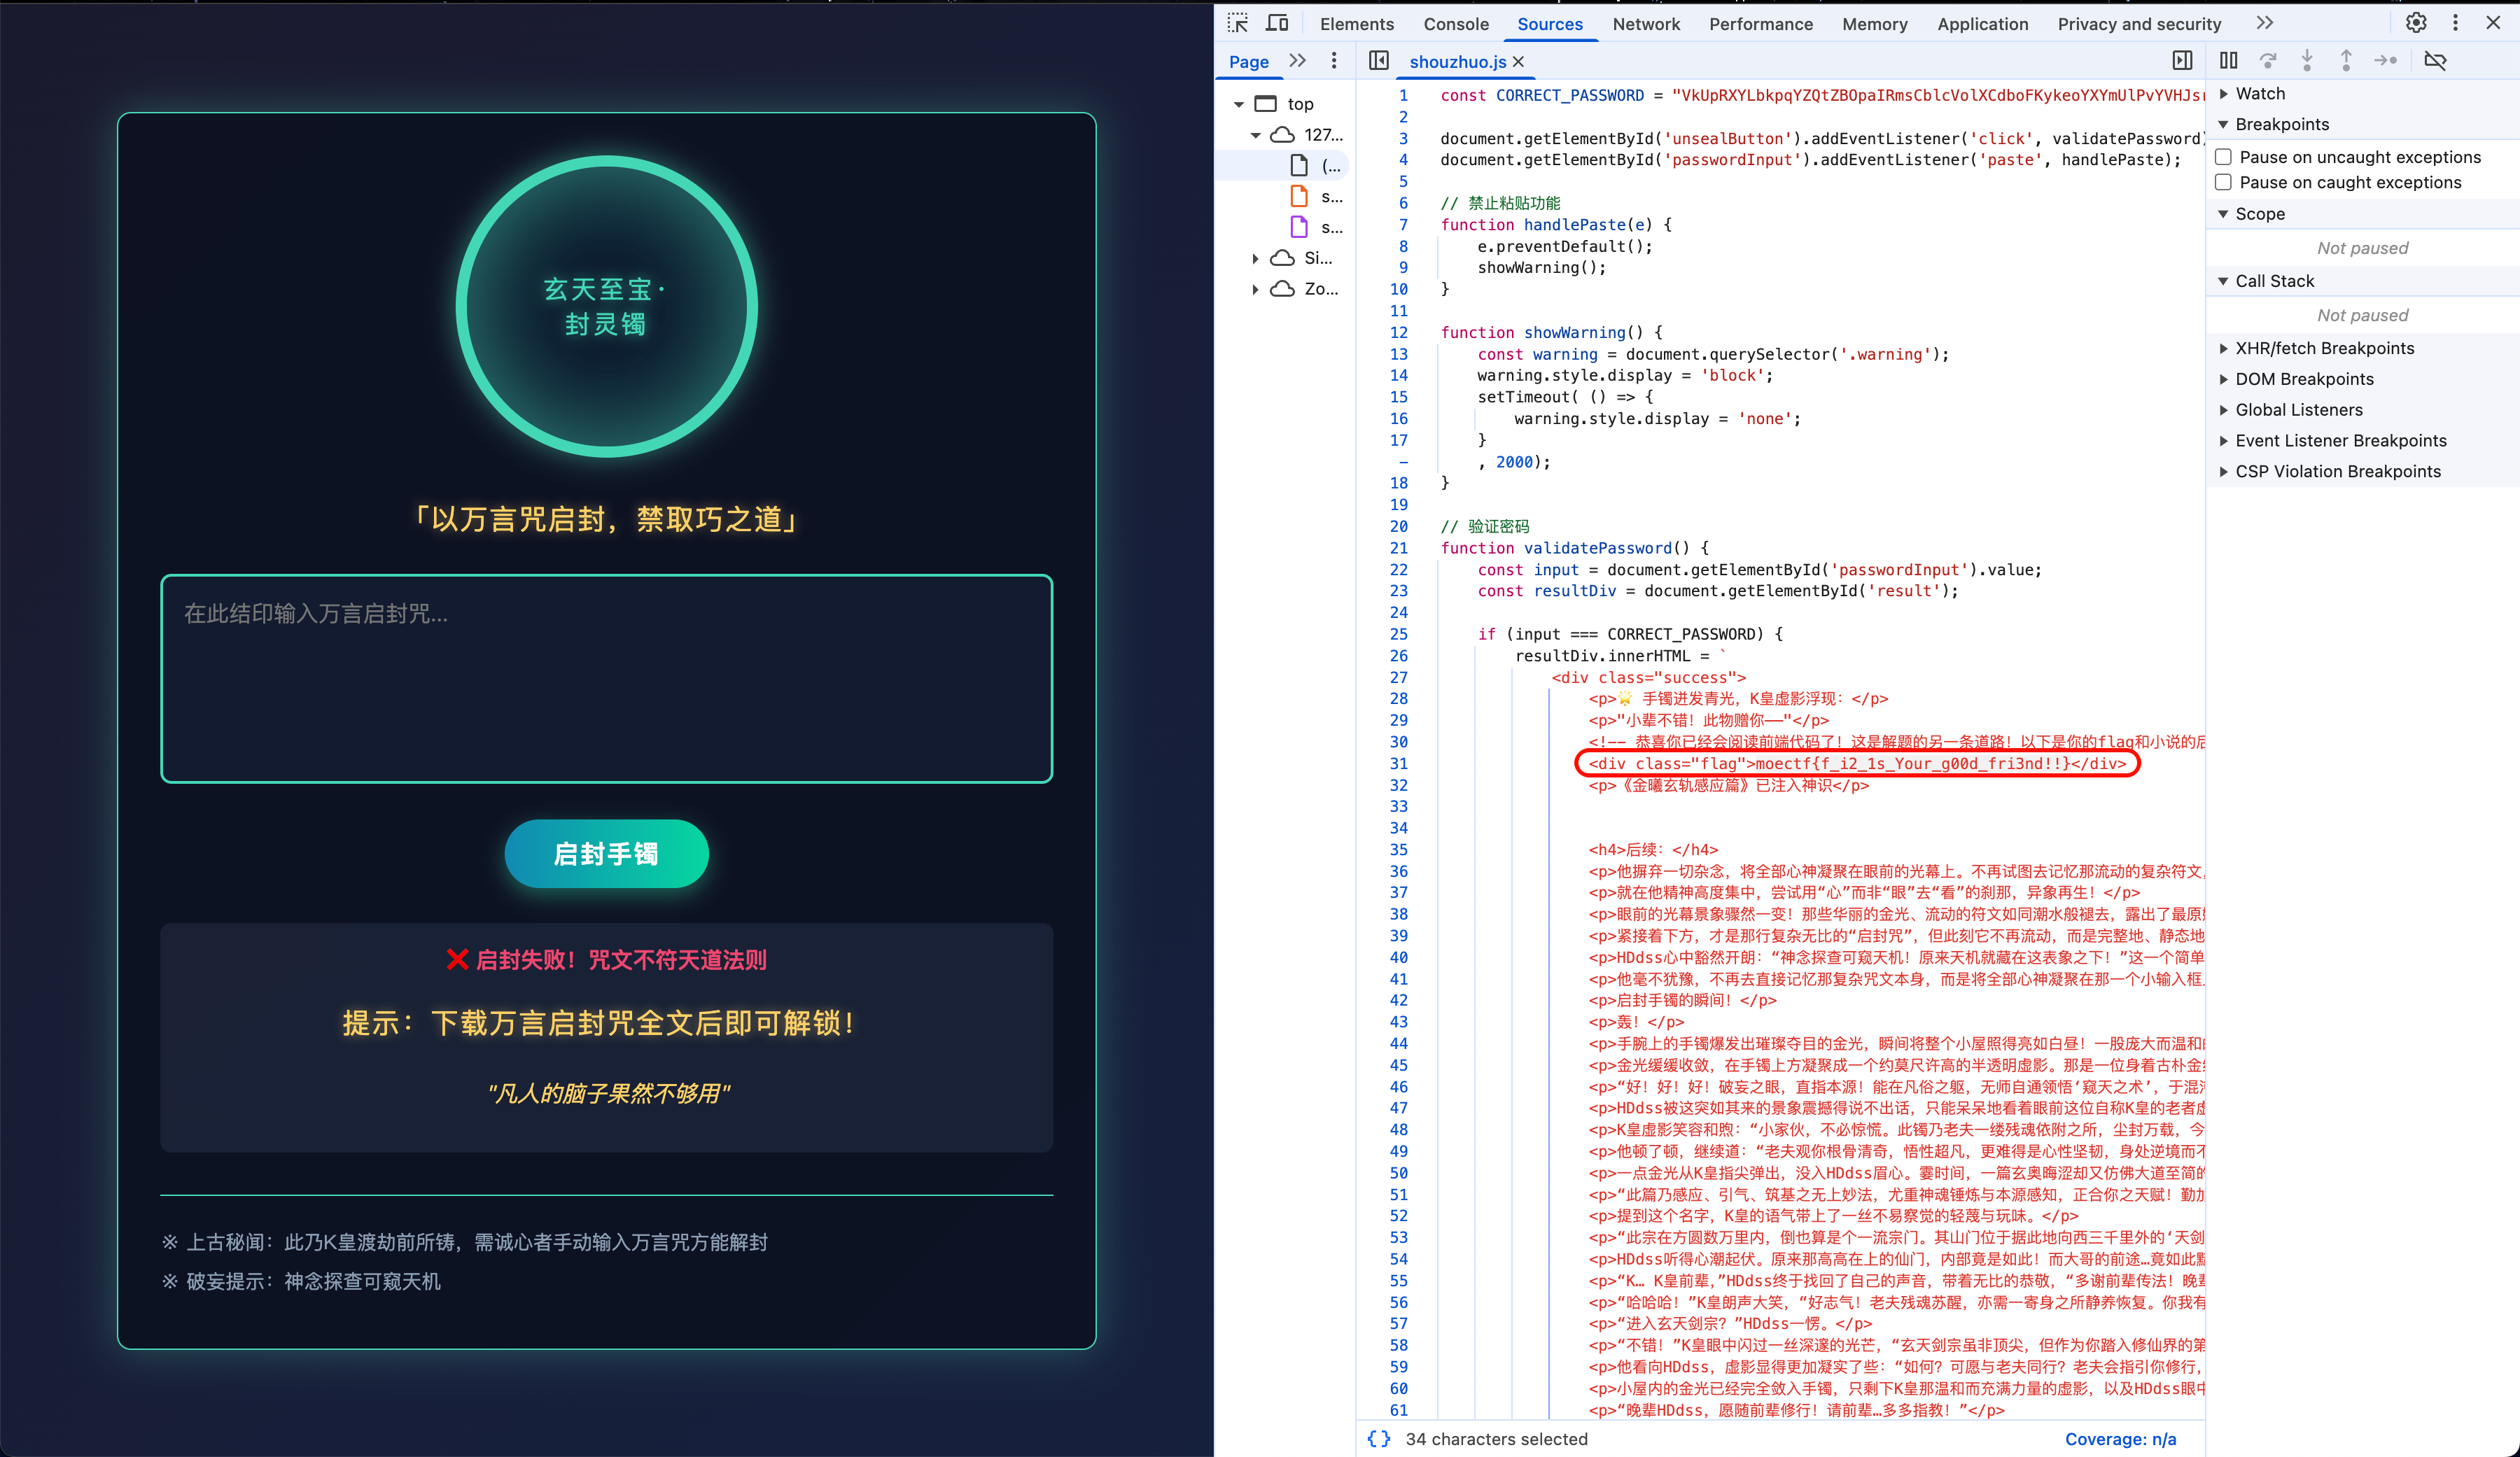 玄天至宝·
封灵镯
「以万言咒启封，禁取巧之道」
在此结印输入万言启封咒...
启封手镯
❌ 启封失败！咒文不符天道法则
提示：下载万言启封咒全文后即可解锁！
"凡人的脑子果然不够用"
※ 上古秘闻：此乃K皇渡劫前所铸，需诚心者手动输入万言咒方能解封
※ 破妄提示：神念探查可窥天机
Elements Console Sources Network Performance Memory Application Privacy and security
Page
shouzhuo.js
top
127...
(...
s...
s...
Si...
Zo...
1 const CORRECT_PASSWORD =
2
3 document.getElementById('unsealButton').addEventListener('click', validatePassword)
4 document.getElementById('passwordInput').addEventListener('paste', handlePaste);
5
6 // 禁止粘贴功能
7 function handlePaste(e) {
8 e.preventDefault();
9 showWarning();
10 }
11
12 function showWarning() {
13 const warning = document.querySelector('.warning');
14 warning.style.display = 'block';
15 setTimeout( () => {
16 warning.style.display = 'none';
17 }
- , 2000);
18 }
19
20 // 验证密码
21 function validatePassword() {
22 const input = document.getElementById('passwordInput').value;
23 const resultDiv = document.getElementById('result');
24
25 if (input === CORRECT_PASSWORD) {
26 resultDiv.innerHTML = `
27 <div class="success">
28 <p>🌟 手镯迸发青光，K皇虚影浮现：</p>
29 <p>"小辈不错！此物赠你——"</p>
30 <!-- 恭喜你已经会阅读前端代码了！这是解题的另一条道路！以下是你的flag和小说的后
31 <div class="flag">moectf{f_i2_1s_Your_g00d_fri3nd!!}</div>
32 <p>《金曦玄轨感应篇》已注入神识</p>
33
34
35 <h4>后续：</h4>
36 <p>他摒弃一切杂念，将全部心神凝聚在眼前的光幕上。不再试图去记忆那流动的复杂符文，
37 <p>就在他精神高度集中，尝试用“心”而非“眼”去“看”的刹那，异象再生！</p>
38 <p>眼前的光幕景象骤然一变！那些华丽的金光、流动的符文如同潮水般褪去，露出了最原
39 <p>紧接着下方，才是那行复杂无比的“启封咒”，但此刻它不再流动，而是完整地、静态地
40 <p>HDdss心中豁然开朗：“神念探查可窥天机！原来天机就藏在这表象之下！”这一个简单
41 <p>他毫不犹豫，不再去直接记忆那复杂咒文本身，而是将全部心神凝聚在那一个小输入框
42 <p>启封手镯的瞬间！</p>
43 <p>轰！</p>
44 <p>手腕上的手镯爆发出璀璨夺目的金光，瞬间将整个小屋照得亮如白昼！一股庞大而温和
45 <p>金光缓缓收敛，在手镯上方凝聚成一个约莫尺许高的半透明虚影。那是一位身着古朴金
46 <p>“好！好！好！破妄之眼，直指本源！能在凡俗之躯，无师自通领悟‘窥天之术’，于混
47 <p>HDdss被这突如其来的景象震撼得说不出话，只能呆呆地看着眼前这位自称K皇的老者虚
48 <p>K皇虚影笑容和煦：“小家伙，不必惊慌。此镯乃老夫一缕残魂依附之所，尘封万载，今
49 <p>他顿了顿，继续道：“老夫观你根骨清奇，悟性超凡，更难得是心性坚韧，身处逆境而不
50 <p>一点金光从K皇指尖弹出，没入HDdss眉心。霎时间，一篇玄奥晦涩却又仿佛大道至简的
51 <p>“此篇乃感应、引气、筑基之无上妙法，尤重神魂锤炼与本源感知，正合你之天赋！勤加
52 <p>提到这个名字，K皇的语气带上了一丝不易察觉的轻蔑与玩味。</p>
53 <p>“此宗在方圆数万里内，倒也算是个一流宗门。其山门位于据此地向西三千里外的‘天剑
54 <p>HDdss听得心潮起伏。原来那高高在上的仙门，内部竟是如此！而大哥的前途…竟如此黯
55 <p>“K… K皇前辈，”HDdss终于找回了自己的声音，带着无比的恭敬，“多谢前辈传法！晚辈
56 <p>“哈哈哈！”K皇朗声大笑，“好志气！老夫残魂苏醒，亦需一寄身之所静养恢复。你我有
57 <p>“进入玄天剑宗？”HDdss一愣。</p>
58 <p>“不错！”K皇眼中闪过一丝深邃的光芒，“玄天剑宗虽非顶尖，但作为你踏入修仙界的第
59 <p>他看向HDdss，虚影显得更加凝实了些：“如何？可愿与老夫同行？老夫会指引你修行，
60 <p>小屋内的金光已经完全敛入手镯，只剩下K皇那温和而充满力量的虚影，以及HDdss眼中
61 <p>“晚辈HDdss，愿随前辈修行！请前辈…多多指教！”</p>
{} 34 characters selected
Coverage: n/a
Watch
Breakpoints
Pause on uncaught exceptions
Pause on caught exceptions
Scope
Not paused
Call Stack
Not paused
XHR/fetch Breakpoints
DOM Breakpoints
Global Listeners
Event Listener Breakpoints
CSP Violation Breakpoints